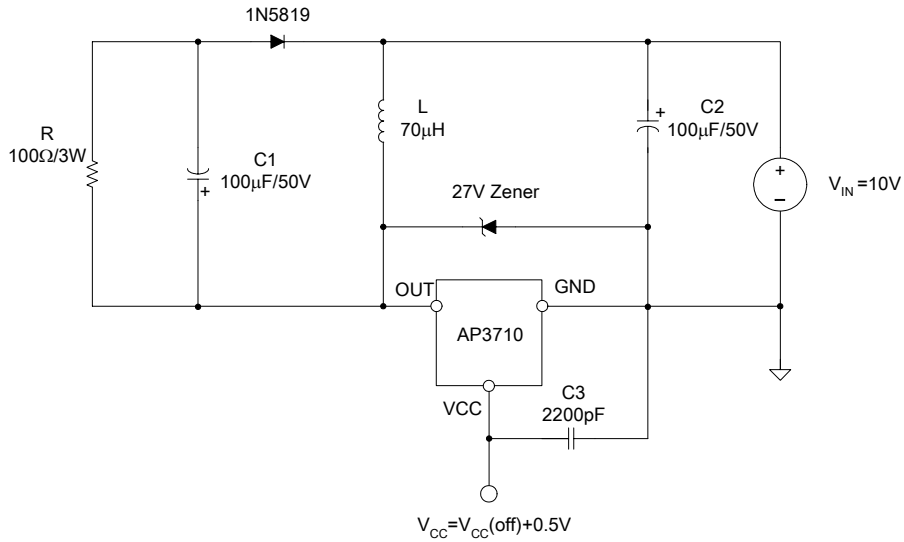 1N5819
R
100Ω/3W
C1
100μF/50V
+
L
70μH
27V Zener
+
C2
100μF/50V
+
−
V_IN=10V
OUT
GND
AP3710
VCC
C3
2200pF
V_CC=V_CC(off)+0.5V